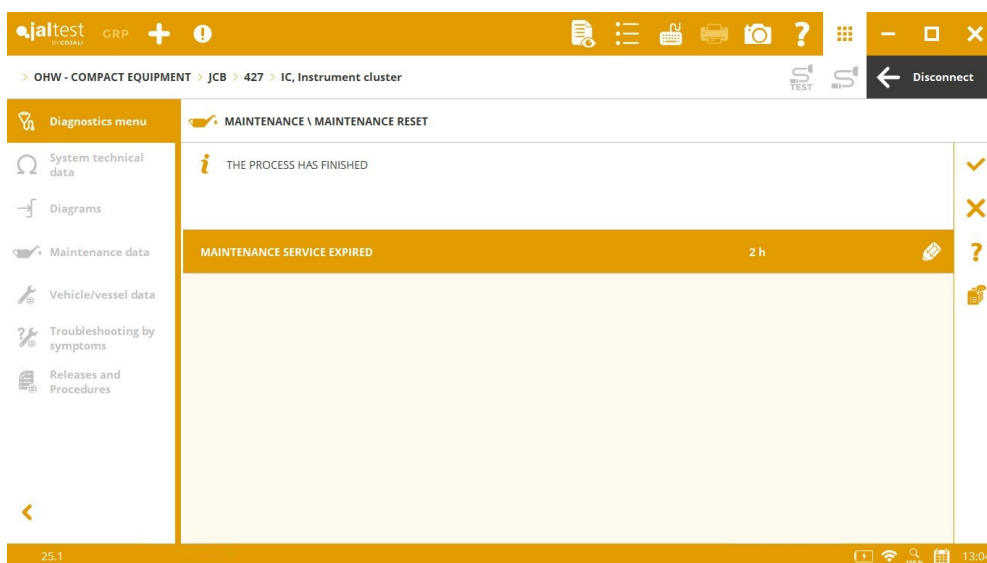 jaltest GRP
BY COJALI
> OHW - COMPACT EQUIPMENT > JCB > 427 > IC, Instrument cluster
TEST
Disconnect
Diagnostics menu
MAINTENANCE \ MAINTENANCE RESET
System technical
data
THE PROCESS HAS FINISHED
Diagrams
Maintenance data
MAINTENANCE SERVICE EXPIRED 2 h
Vehicle/vessel data
Troubleshooting by
symptoms
Releases and
Procedures
25.1
100 %